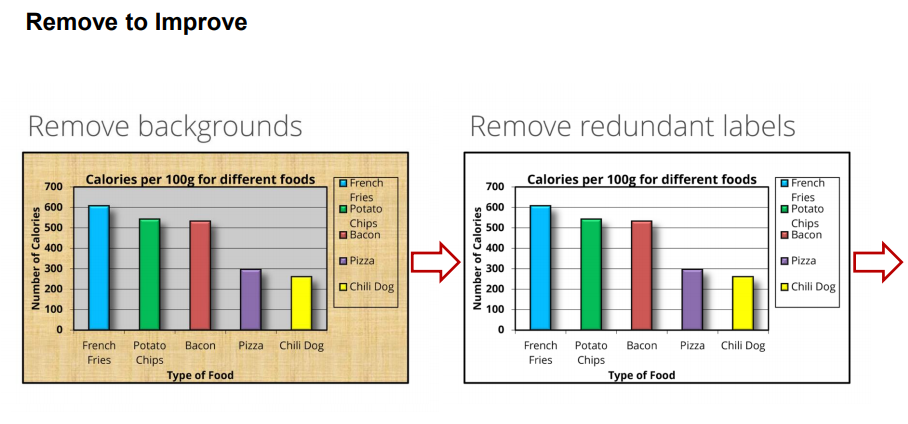 Remove to Improve
Remove backgrounds
Calories per 100g for different foods
Number of Calories
700
600
500
400
300
200
100
0
French
Fries
Potato
Chips
Bacon
Pizza
Chili Dog
French
Fries
Potato
Chips
Bacon
Pizza
Chili Dog
Type of Food
Remove redundant labels
Calories per 100g for different foods
Number of Calories
700
600
500
400
300
200
100
0
French
Fries
Potato
Chips
Bacon
Pizza
Chili Dog
French
Fries
Potato
Chips
Bacon
Pizza
Chili Dog
Type of Food